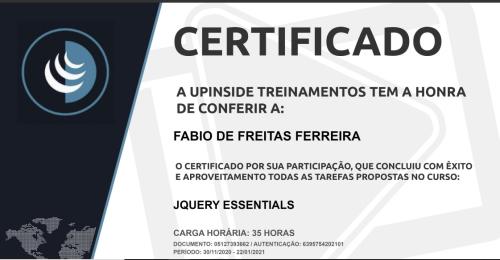 CERTIFICADO
A UPINSIDE TREINAMENTOS TEM A HONRA
DE CONFERIR A:
FABIO DE FREITAS FERREIRA
O CERTIFICADO POR SUA PARTICIPAÇÃO, QUE CONCLUIU COM ÊXITO
E APROVEITAMENTO TODAS AS TAREFAS PROPOSTAS NO CURSO:
JQUERY ESSENTIALS
CARGA HORÁRIA: 35 HORAS
DOCUMENTO: 05127393662 / AUTENTICAÇÃO: 6395754202101
PERÍODO: 30/11/2020 - 22/01/2021